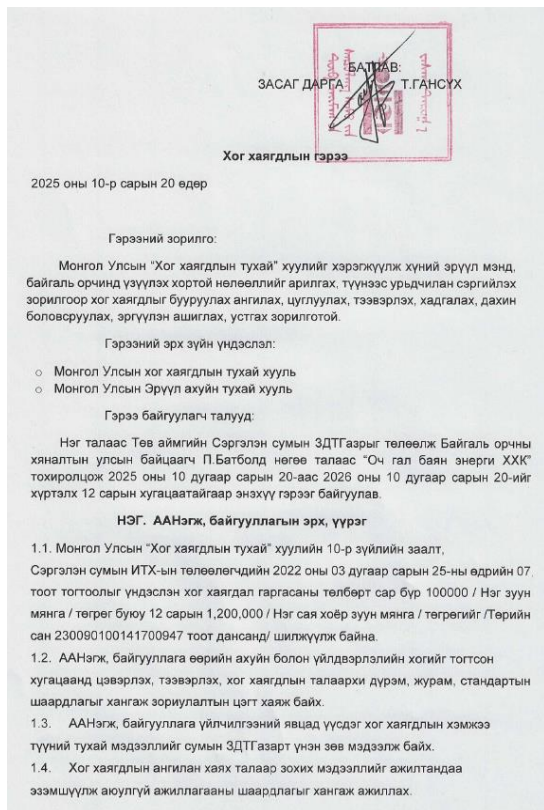 БАТЛАВ:
ЗАСАГ ДАРГА Т.ГАНСҮХ
Хог хаягдлын гэрээ
2025 оны 10-р сарын 20 өдөр
Гэрээний зорилго:
Монгол Улсын “Хог хаягдлын тухай” хуулийг хэрэгжүүлж хүний эрүүл мэнд,
байгаль орчинд үзүүлэх хортой нөлөөллийг арилгах, түүнээс урьдчилан сэргийлэх
зорилгоор хог хаягдлыг бууруулах ангилах, цуглуулах, тээвэрлэх, хадгалах, дахин
боловсруулах, эргүүлэн ашиглах, устгах зорилготой.
Гэрээний эрх зүйн үндэслэл:
○ Монгол Улсын хог хаягдлын тухай хууль
○ Монгол Улсын Эрүүл ахуйн тухай хууль
Гэрээ байгуулагч талууд:
Нэг талаас Төв аймгийн Сэргэлэн сумын ЗДТГазрыг төлөөлж Байгаль орчны
хяналтын улсын байцаагч П.Батболд нөгөө талаас “Оч гал баян энерги ХХК”
тохиролцож 2025 оны 10 дугаар сарын 20-аас 2026 оны 10 дугаар сарын 20-ийг
хүртэлх 12 сарын хугацаатайгаар энэхүү гэрээг байгуулав.
НЭГ. ААНэгж, байгууллагын эрх, үүрэг
1.1. Монгол Улсын “Хог хаягдлын тухай” хуулийн 10-р зүйлийн заалт,
Сэргэлэн сумын ИТХ-ын төлөөлөгчдийн 2022 оны 03 дугаар сарын 25-ны өдрийн 07
тоот тогтоолыг үндэслэн хог хаягдал гаргасаны төлбөрт сар бүр 100000 / Нэг зуун
мянга / төгрөг буюу 12 сарын 1,200,000 / Нэг сая хоёр зуун мянга / төгрөгийг /Төрийн
сан 230090100141700947 тоот дансанд/ шилжүүлж байна.
1.2. ААНэгж, байгууллага өөрийн ахуйн болон үйлдвэрлэлийн хогийг тогтсон
хугацаанд цэвэрлэх, тээвэрлэх, хог хаягдлын талаархи дүрэм, журам, стандартын
шаардлагыг хангаж зориулалтын цэгт хаяж байх.
1.3. ААНэгж, байгууллага үйлчилгээний явцад үүсдэг хог хаягдлын хэмжээ
түүний тухай мэдээллийг сумын ЗДТГазарт үнэн зөв мэдээлж байх.
1.4. Хог хаягдлын ангилан хаях талаар зохих мэдээллийг ажилтандаа
эзэмшүүлж аюулгүй ажиллагааны шаардлагыг хангаж ажиллах.